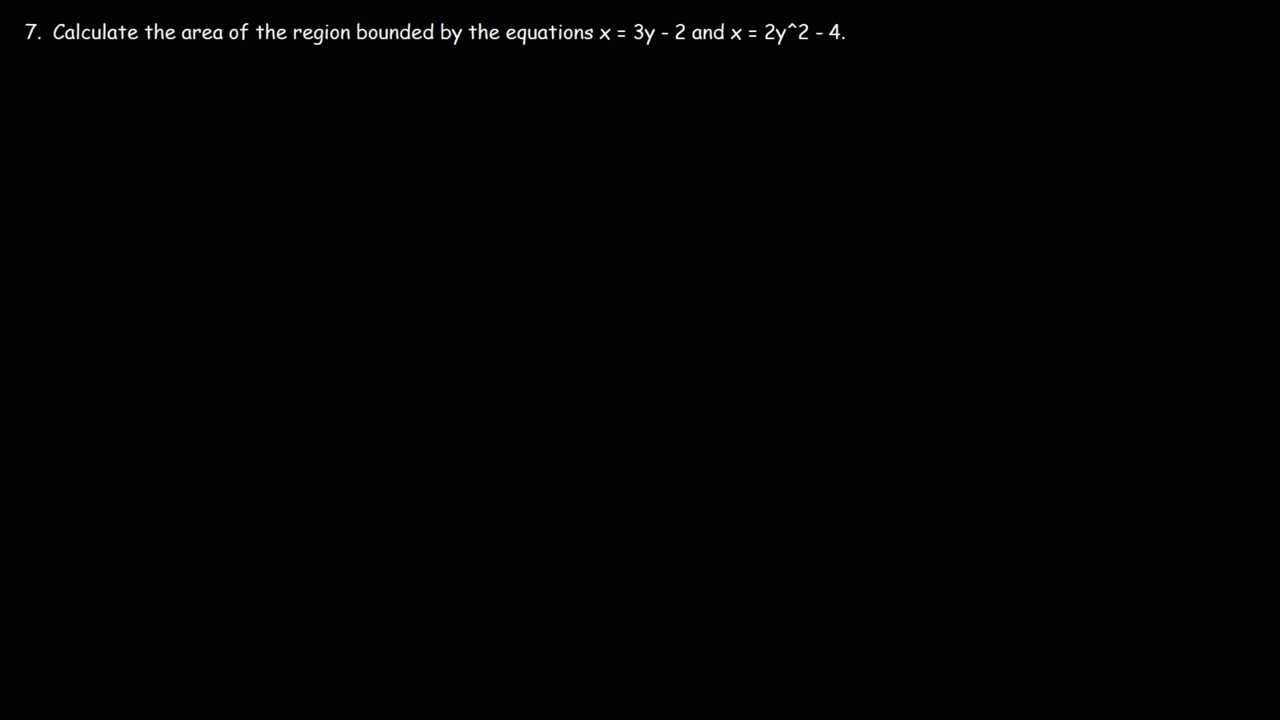 7. Calculate the area of the region bounded by the equations x = 3y - 2 and x = 2y^2 - 4.